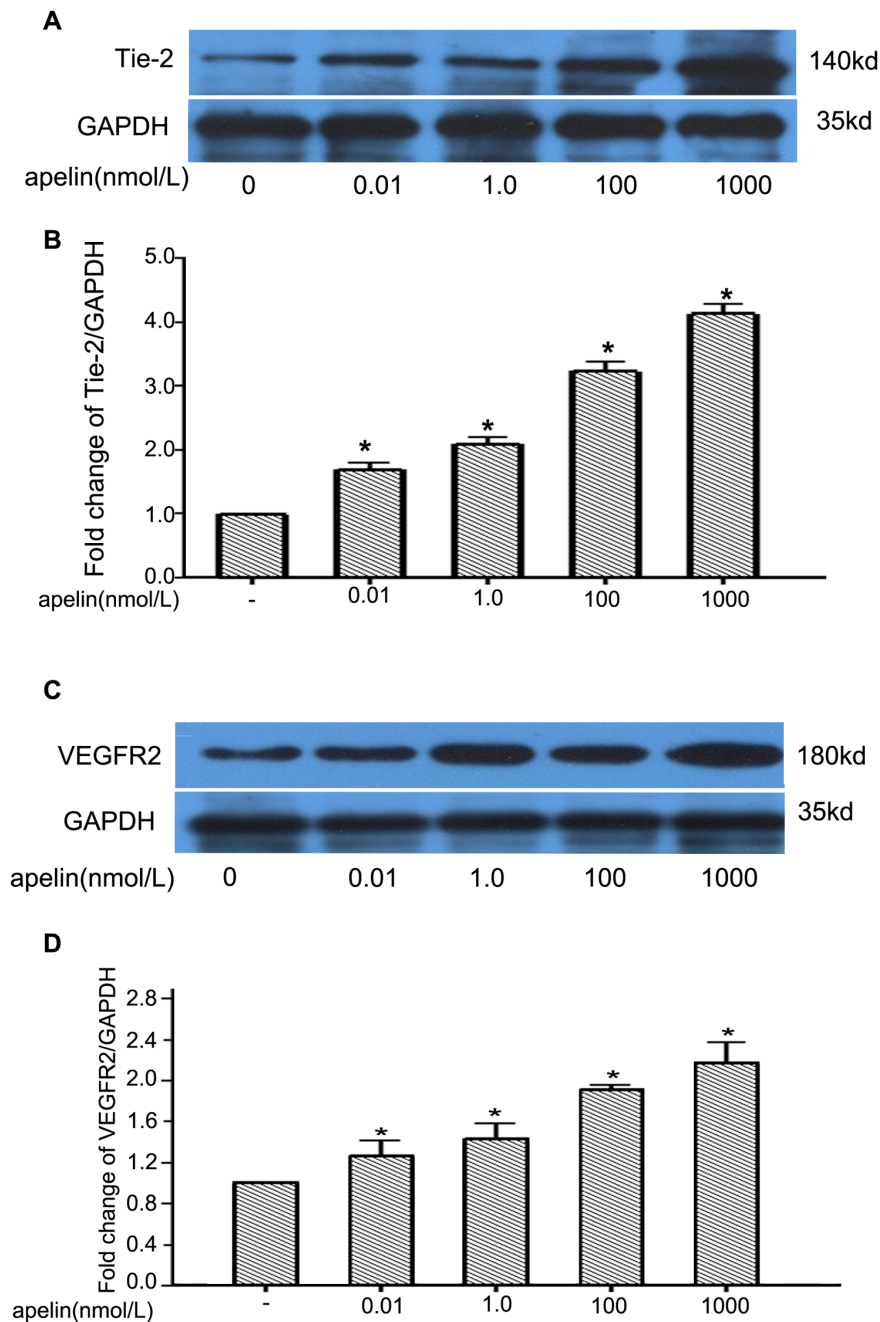 A
Tie-2 140kd
GAPDH 35kd
apelin(nmol/L) 0 0.01 1.0 100 1000
B
Fold change of Tie-2/GAPDH
5.0
4.0
3.0
2.0
1.0
0.0
* * * *
apelin(nmol/L) - 0.01 1.0 100 1000
C
VEGFR2 180kd
GAPDH 35kd
apelin(nmol/L) 0 0.01 1.0 100 1000
D
Fold change of VEGFR2/GAPDH
2.8
2.4
2.0
1.6
1.2
0.8
0.4
0.0
* * * *
apelin(nmol/L) - 0.01 1.0 100 1000